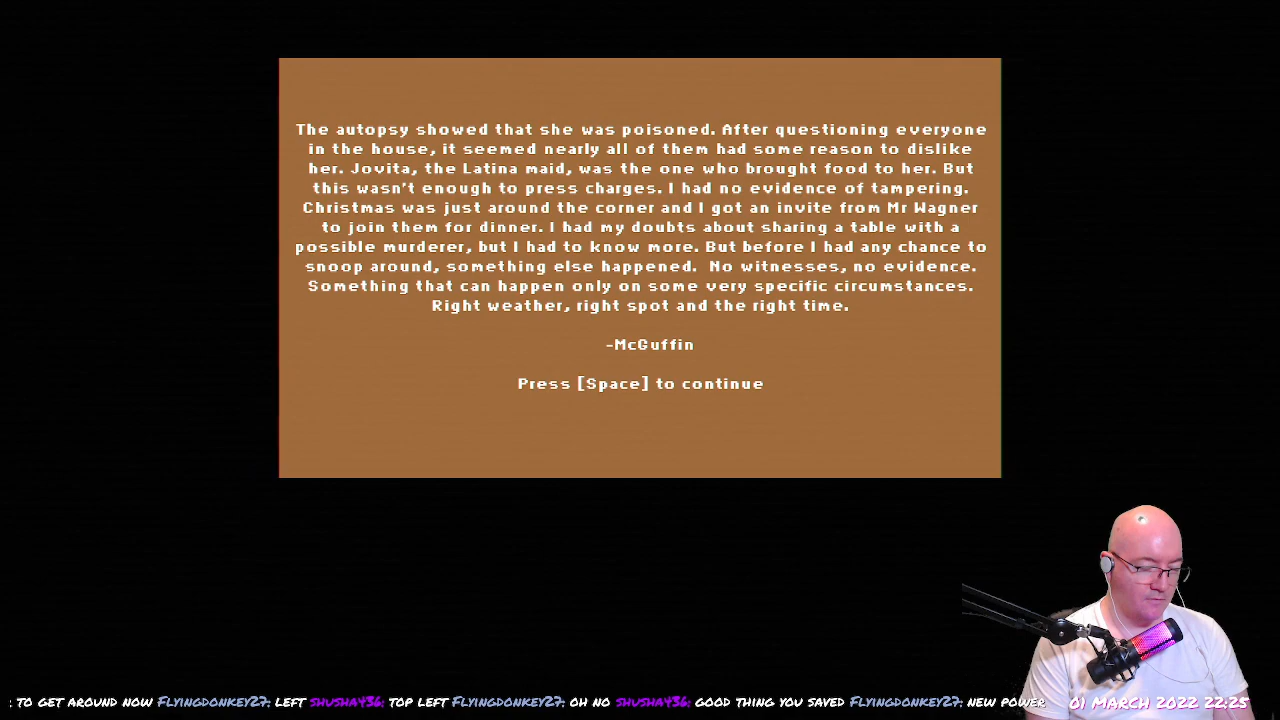 The autopsy showed that she was poisoned. After questioning everyone
in the house, it seemed nearly all of them had some reason to dislike
her. Jovita, the Latina maid, was the one who brought food to her. But
this wasn't enough to press charges. I had no evidence of tampering.
Christmas was just around the corner and I got an invite from Mr Wagner
to join them for dinner. I had my doubts about sharing a table with a
possible murderer, but I had to know more. But before I had any chance to
snoop around, something else happened.  No witnesses, no evidence.
Something that can happen only on some very specific circumstances.
Right weather, right spot and the right time.
-McGuffin
Press [Space] to continue
: TO GET AROUND NOW FLYINGDONKEY27: LEFT SHUSHA436: TOP LEFT FLYINGDONKEY27: OH NO SHUSHA436: GOOD THING YOU SAVED FLYINGDONKEY27: NEW POWER
01 MARCH 2022 22:25